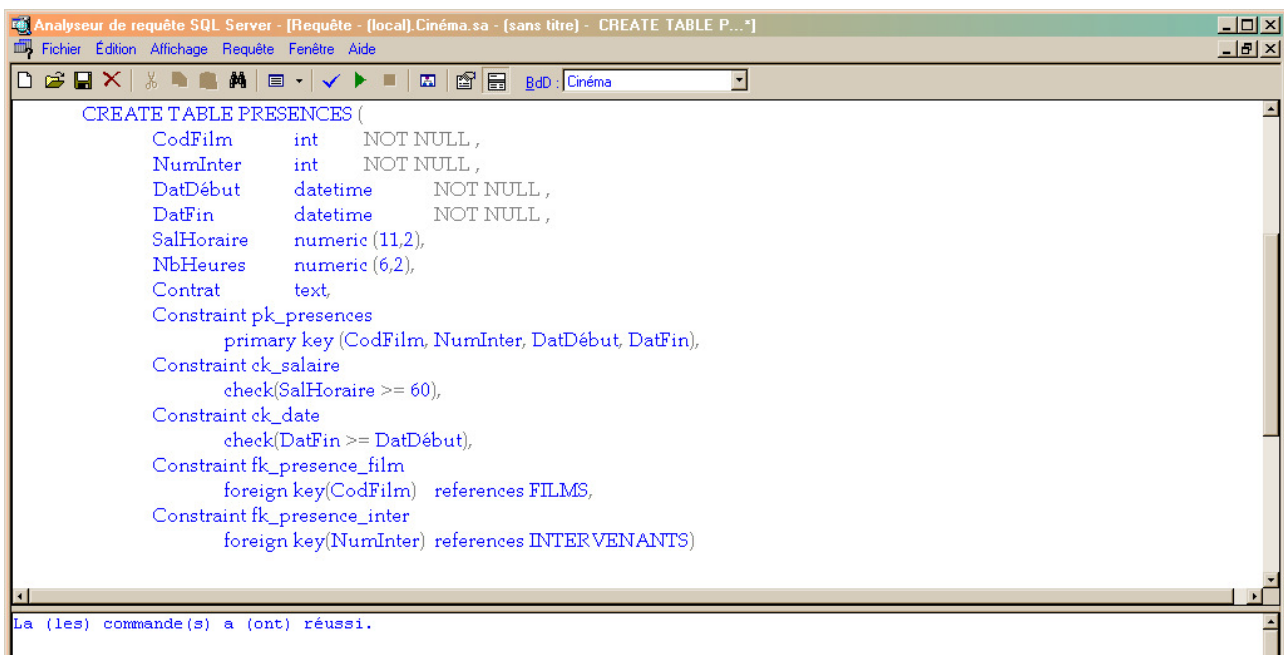 Analyseur de requête SQL Server - [Requête - (local).Cinéma.sa - (sans titre) - CREATE TABLE P...*]
Fichier Édition Affichage Requête Fenêtre Aide
BdD : Cinéma
CREATE TABLE PRESENCES (
CodFilm int NOT NULL ,
NumInter int NOT NULL ,
DatDébut datetime NOT NULL ,
DatFin datetime NOT NULL ,
SalHoraire numeric (11,2),
NbHeures numeric (6,2),
Contrat text,
Constraint pk_presences
primary key (CodFilm, NumInter, DatDébut, DatFin),
Constraint ck_salaire
check(SalHoraire >= 60),
Constraint ck_date
check(DatFin >= DatDébut),
Constraint fk_presence_film
foreign key(CodFilm) references FILMS,
Constraint fk_presence_inter
foreign key(NumInter) references INTERVENANTS)
La (les) commande(s) a (ont) réussi.